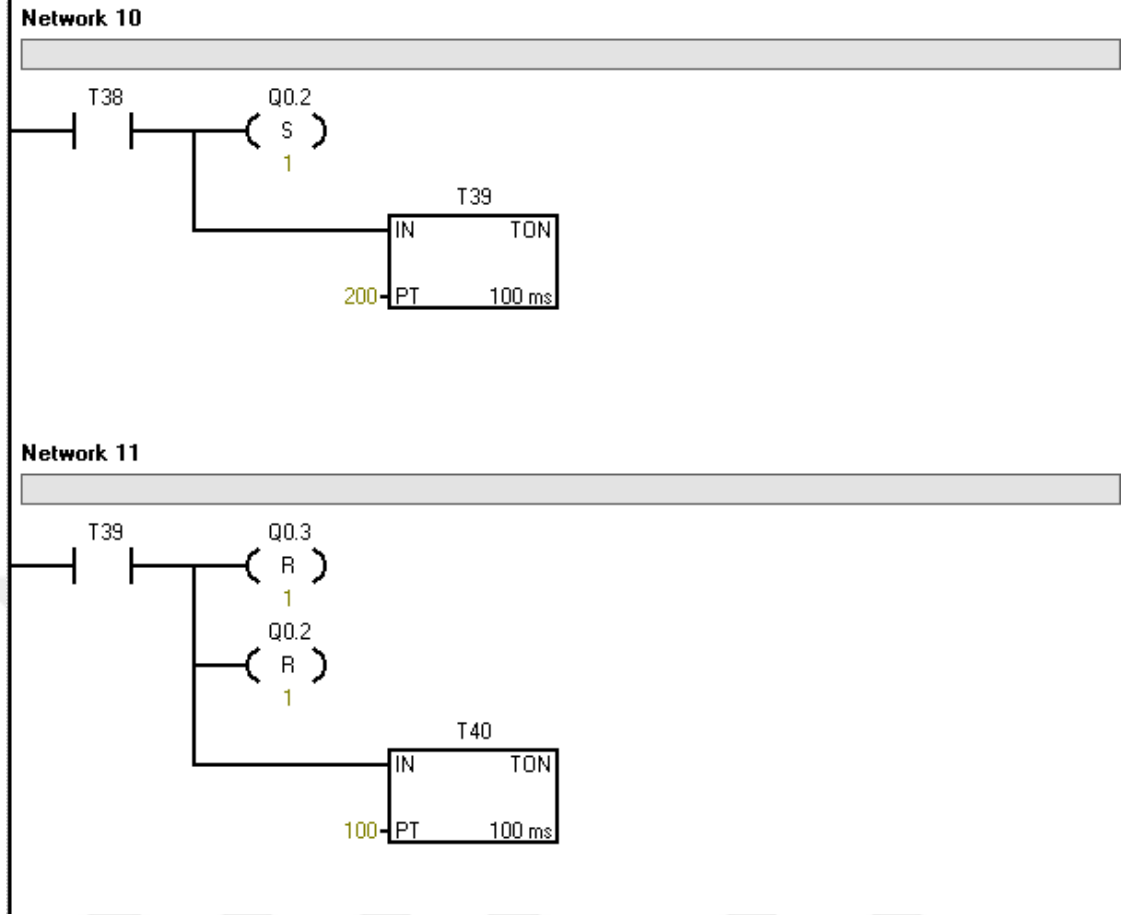 Network 10
T38 Q0.2
S
1
T39
IN TON
200 PT 100 ms
Network 11
T39 Q0.3
R
1
Q0.2
R
1
T40
IN TON
100 PT 100 ms